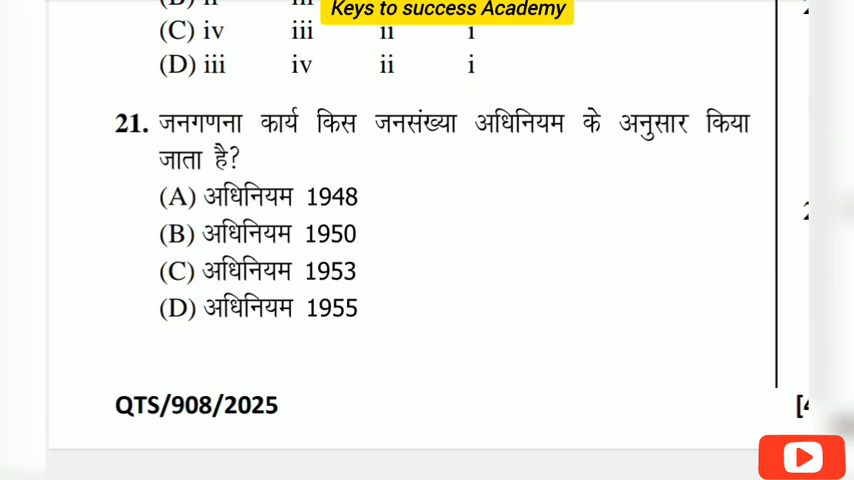 Keys to success Academy
(C) iv iii ii i
(D) iii iv ii i
21. जनगणना कार्य किस जनसंख्या अधिनियम के अनुसार किया
जाता है?
(A) अधिनियम 1948
(B) अधिनियम 1950
(C) अधिनियम 1953
(D) अधिनियम 1955
QTS/908/2025